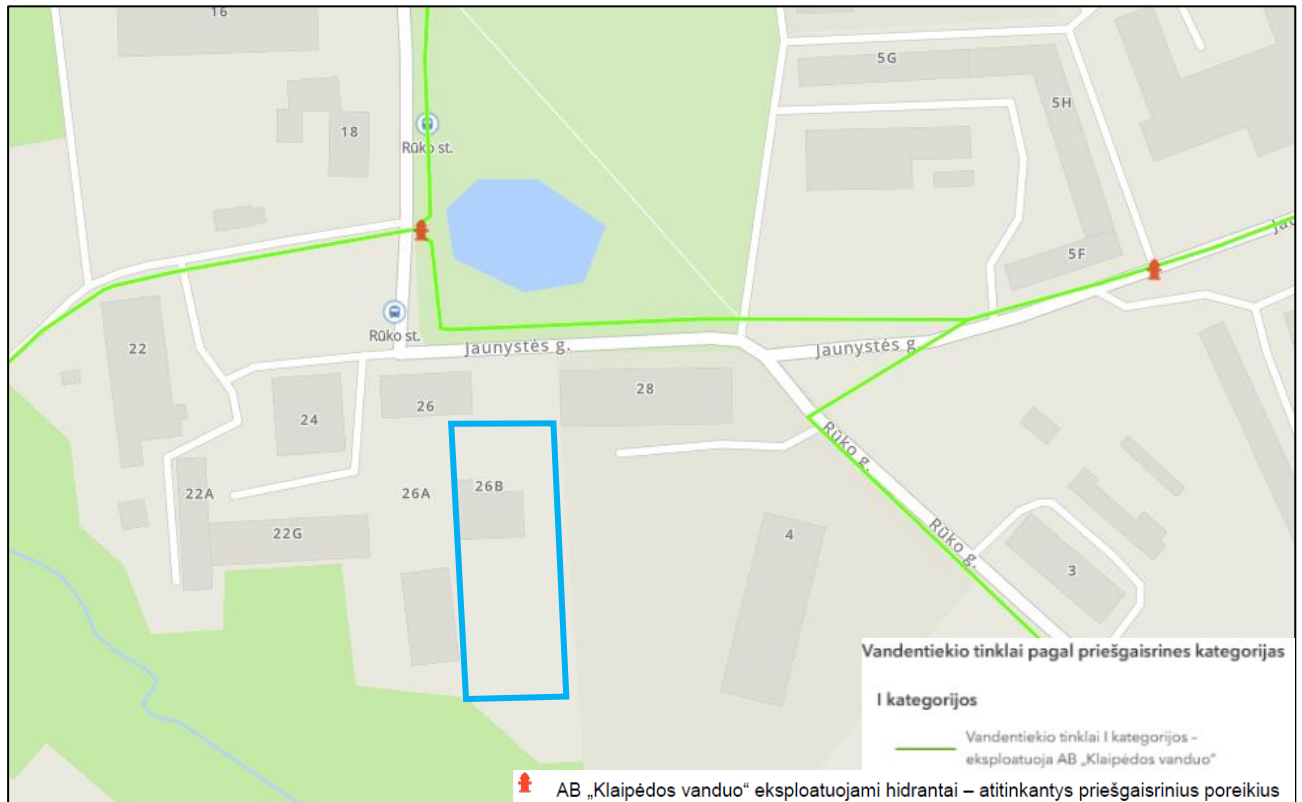 16
5G
5H
18
Rūko st.
5F
Jau
Rūko st.
22
Jaunystės g.
Jaunystės g.
28
26
24
Rūko g.
22A
26A
26B
22G
4
Rūko g.
3
Vandentiekio tinklai pagal priešgaisrines kategorijas
I kategorijos
Vandentiekio tinklai I kategorijos -
eksploatuoja AB „Klaipėdos vanduo“
AB „Klaipėdos vanduo“ eksploatuojami hidrantai – atitinkantys priešgaisrinius poreikius